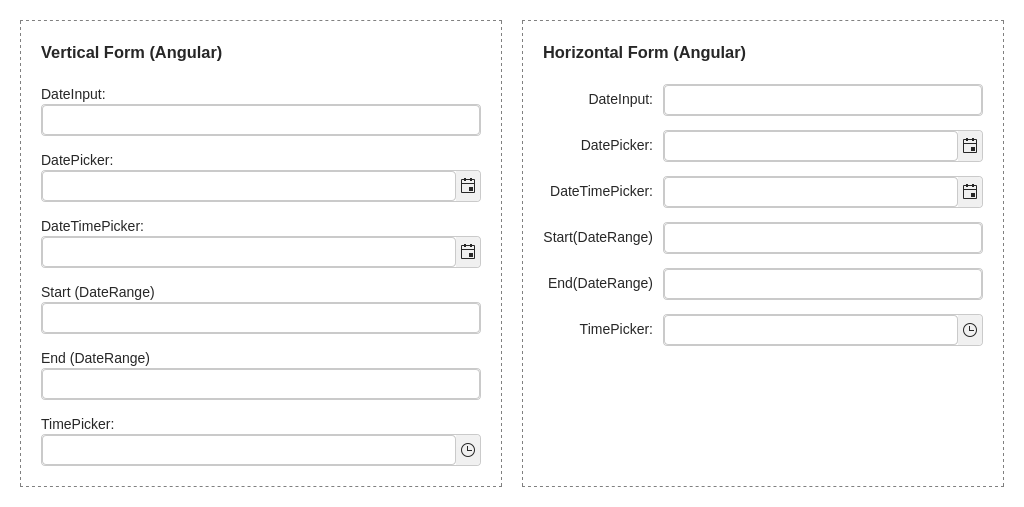 Vertical Form (Angular)
DateInput:
DatePicker:
DateTimePicker:
Start (DateRange)
End (DateRange)
TimePicker:
Horizontal Form (Angular)
DateInput:
DatePicker:
DateTimePicker:
Start(DateRange)
End(DateRange)
TimePicker: